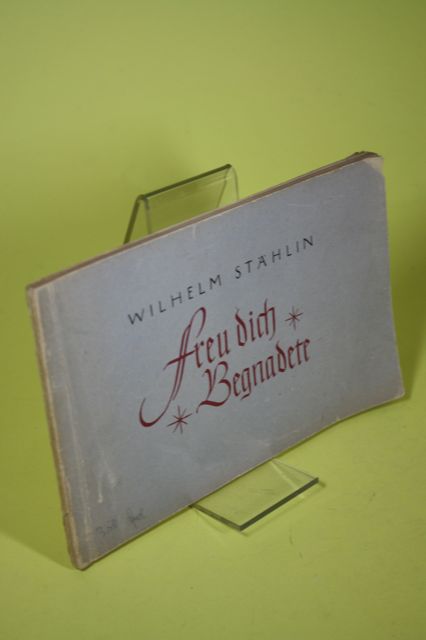 WILHELM STÄHLIN
Freu dich
Begnadete